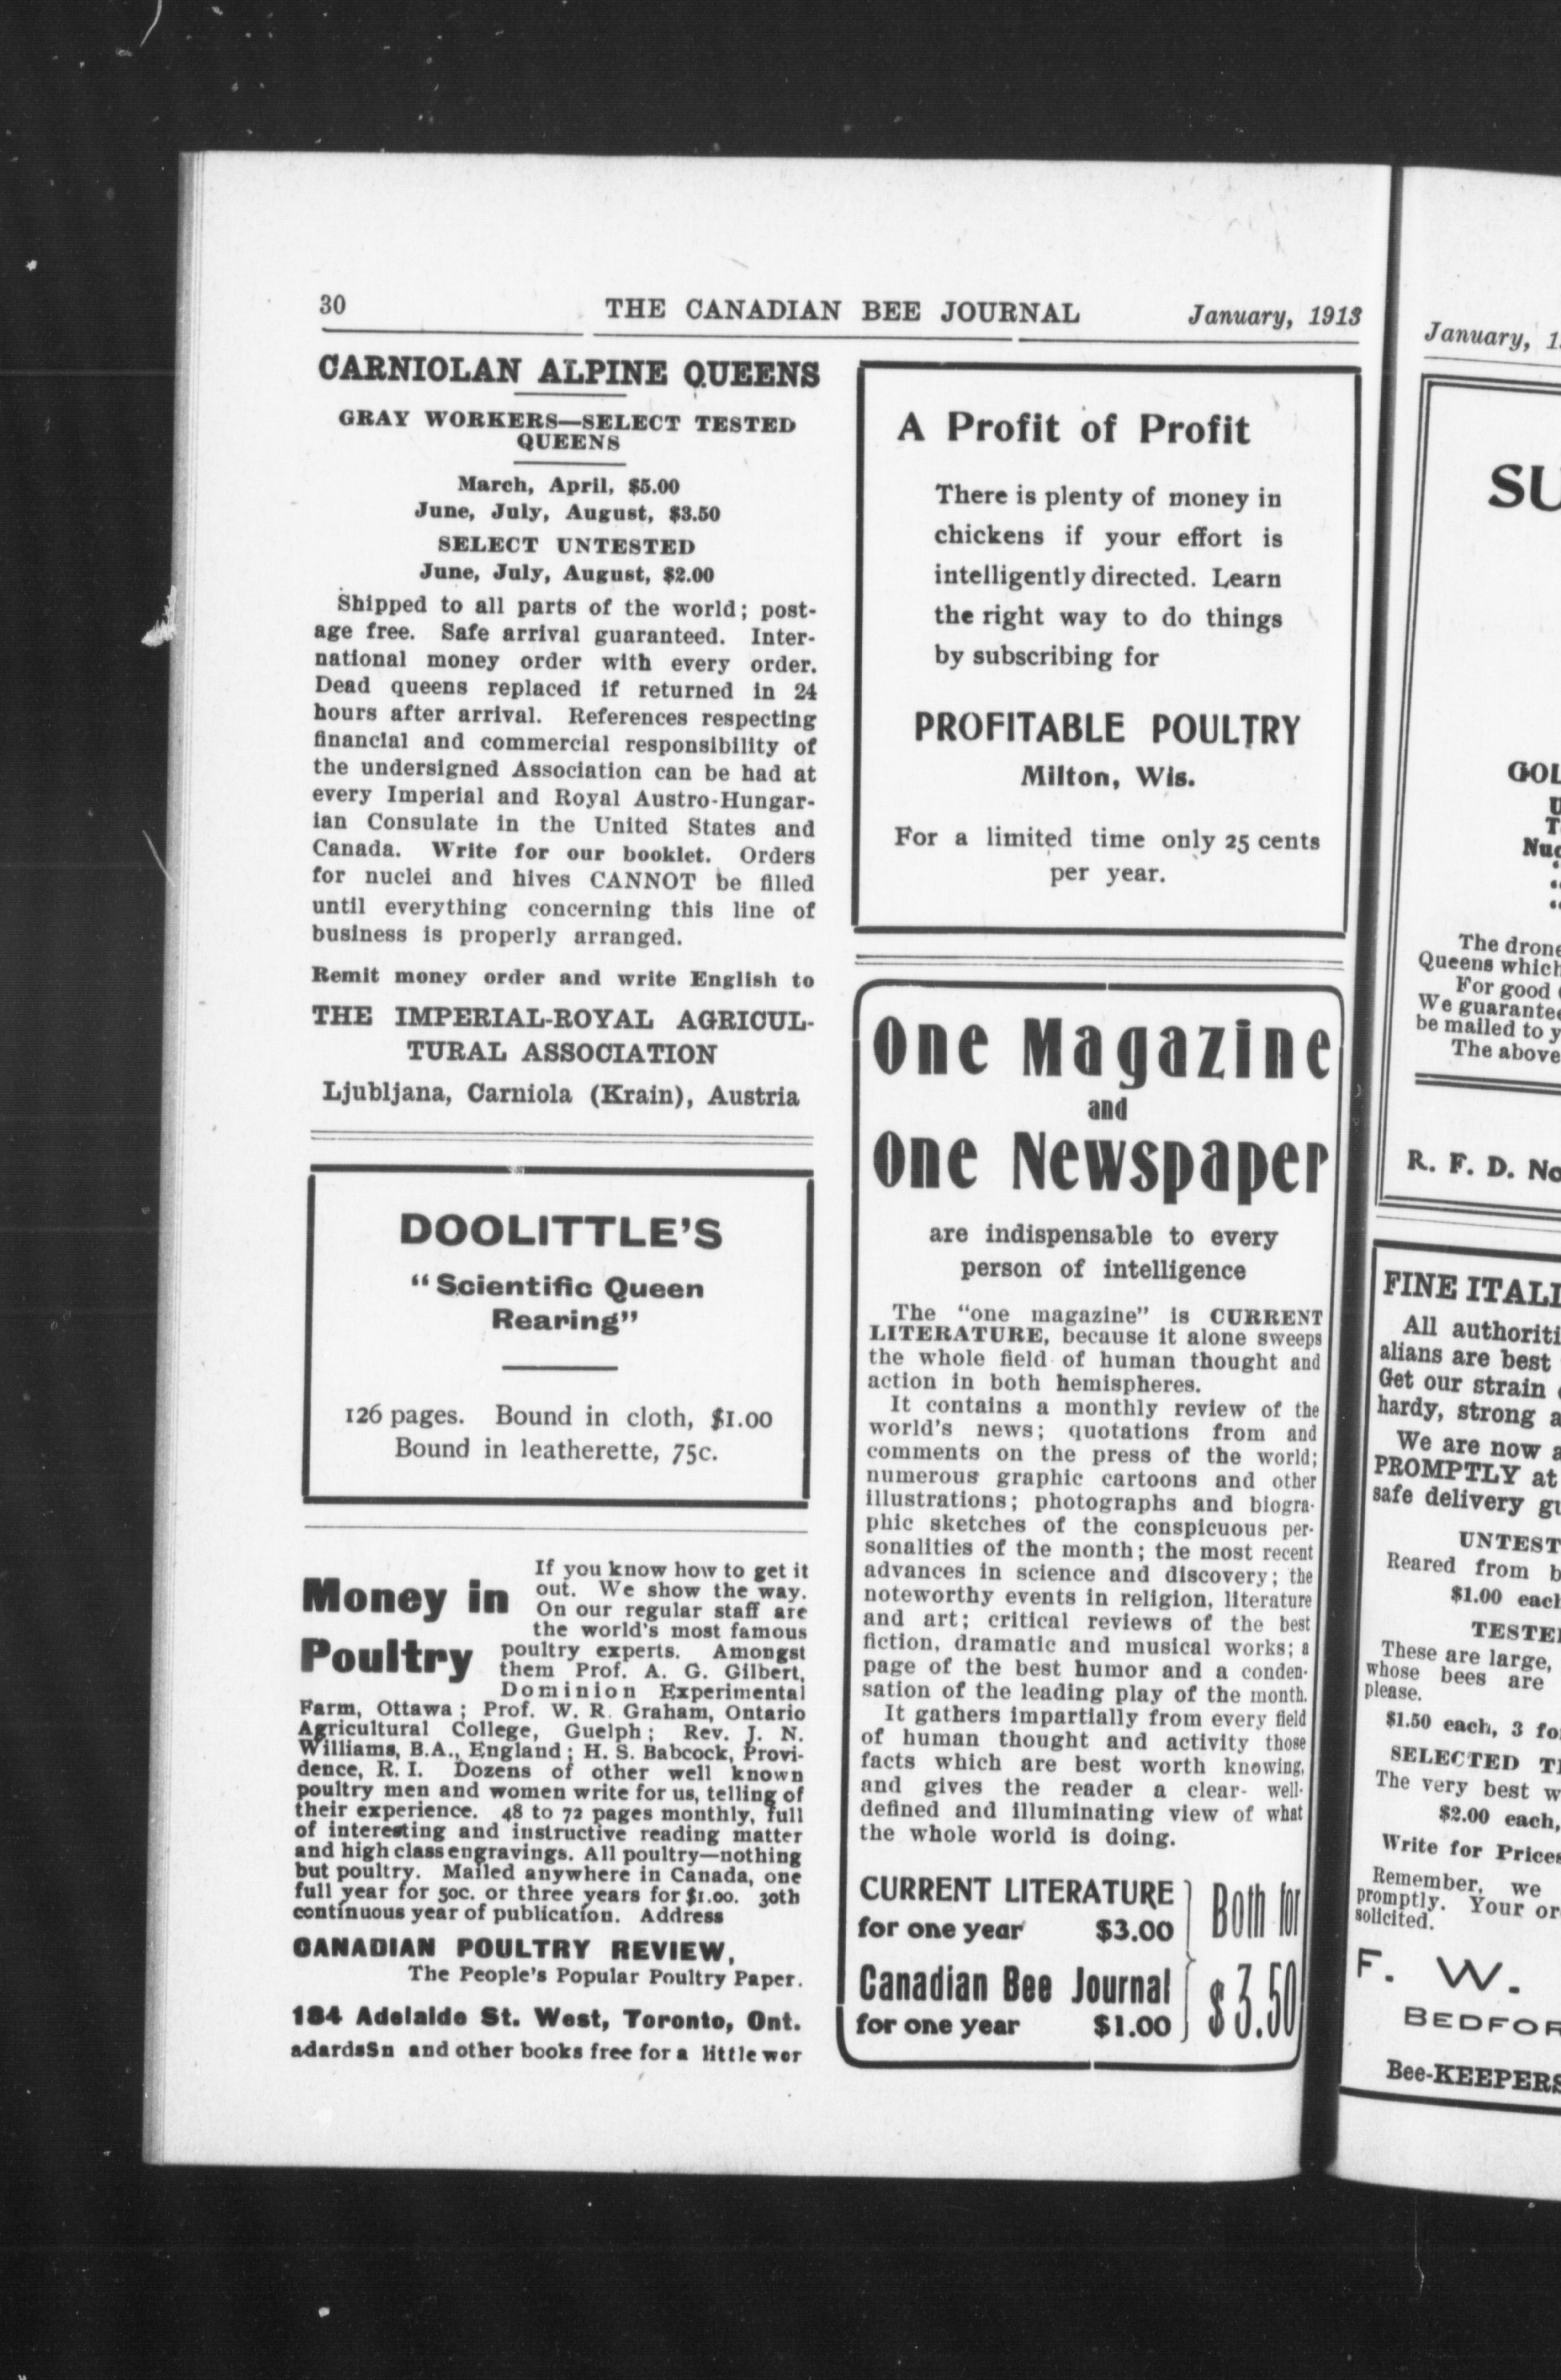 30 THE CANADIAN BEE JOURNAL January, 1913
CARNIOLAN ALPINE QUEENS
GRAY WORKERS—SELECT TESTED
QUEENS
March, April, $5.00
June, July, August, $3.50
SELECT UNTESTED
June, July, August, $2.00
Shipped to all parts of the world; post-
age free. Safe arrival guaranteed. Inter-
national money order with every order.
Dead queens replaced if returned in 24
hours after arrival. References respecting
financial and commercial responsibility of
the undersigned Association can be had at
every Imperial and Royal Austro-Hungar-
ian Consulate in the United States and
Canada. Write for our booklet. Orders
for nuclei and hives CANNOT be filled
until everything concerning this line of
business is properly arranged.
Remit money order and write English to
THE IMPERIAL-ROYAL AGRICUL-
TURAL ASSOCIATION
Ljubljana, Carniola (Krain), Austria
DOOLITTLE'S
"Scientific Queen
Rearing"
126 pages. Bound in cloth, $1.00
Bound in leatherette, 75c.
Money in
Poultry
If you know how to get it
out. We show the way.
On our regular staff are
the world's most famous
poultry experts. Amongst
them Prof. A. G. Gilbert,
Dominion Experimental
Farm, Ottawa; Prof. W. R. Graham, Ontario
Agricultural College, Guelph; Rev. J. N.
Williams, B.A., England; H. S. Babcock, Provi-
dence, R. I. Dozens of other well known
poultry men and women write for us, telling of
their experience. 48 to 72 pages monthly, full
of interesting and instructive reading matter
and high class engravings. All poultry—nothing
but poultry. Mailed anywhere in Canada, one
full year for 50c. or three years for $1.00. 30th
continuous year of publication. Address
CANADIAN POULTRY REVIEW,
The People's Popular Poultry Paper.
184 Adelaide St. West, Toronto, Ont.
adardsSn and other books free for a little wor
A Profit of Profit
There is plenty of money in
chickens if your effort is
intelligently directed. Learn
the right way to do things
by subscribing for
PROFITABLE POULTRY
Milton, Wis.
For a limited time only 25 cents
per year.
One Magazine
and
One Newspaper
are indispensable to every
person of intelligence
The "one magazine" is CURRENT
LITERATURE, because it alone sweeps
the whole field of human thought and
action in both hemispheres.
It contains a monthly review of the
world's news; quotations from and
comments on the press of the world;
numerous graphic cartoons and other
illustrations; photographs and biogra-
phic sketches of the conspicuous per-
sonalities of the month; the most recent
advances in science and discovery; the
noteworthy events in religion, literature
and art; critical reviews of the best
fiction, dramatic and musical works; a
page of the best humor and a conden-
sation of the leading play of the month.
It gathers impartially from every field
of human thought and activity those
facts which are best worth knowing,
and gives the reader a clear- well-
defined and illuminating view of what
the whole world is doing.
CURRENT LITERATURE
for one year $3.00
Canadian Bee Journal
for one year $1.00
Both for
$3.50
January, 1
SU
GOL
U
T
Nuc
The drone
Queens which
For good
We guarantee
be mailed to y
The above
R. F. D. No
FINE ITALI
All authoriti
alians are best
Get our strain
hardy, strong a
We are now a
PROMPTLY at
safe delivery gu
UNTEST
Reared from b
$1.00 each
TESTE
These are large,
whose bees are
please.
$1.50 each, 3 fo
SELECTED T
The very best w
$2.00 each,
Write for Prices
Remember, we
promptly. Your or
solicited.
F. W.
BEDFOR
Bee-KEEPERS